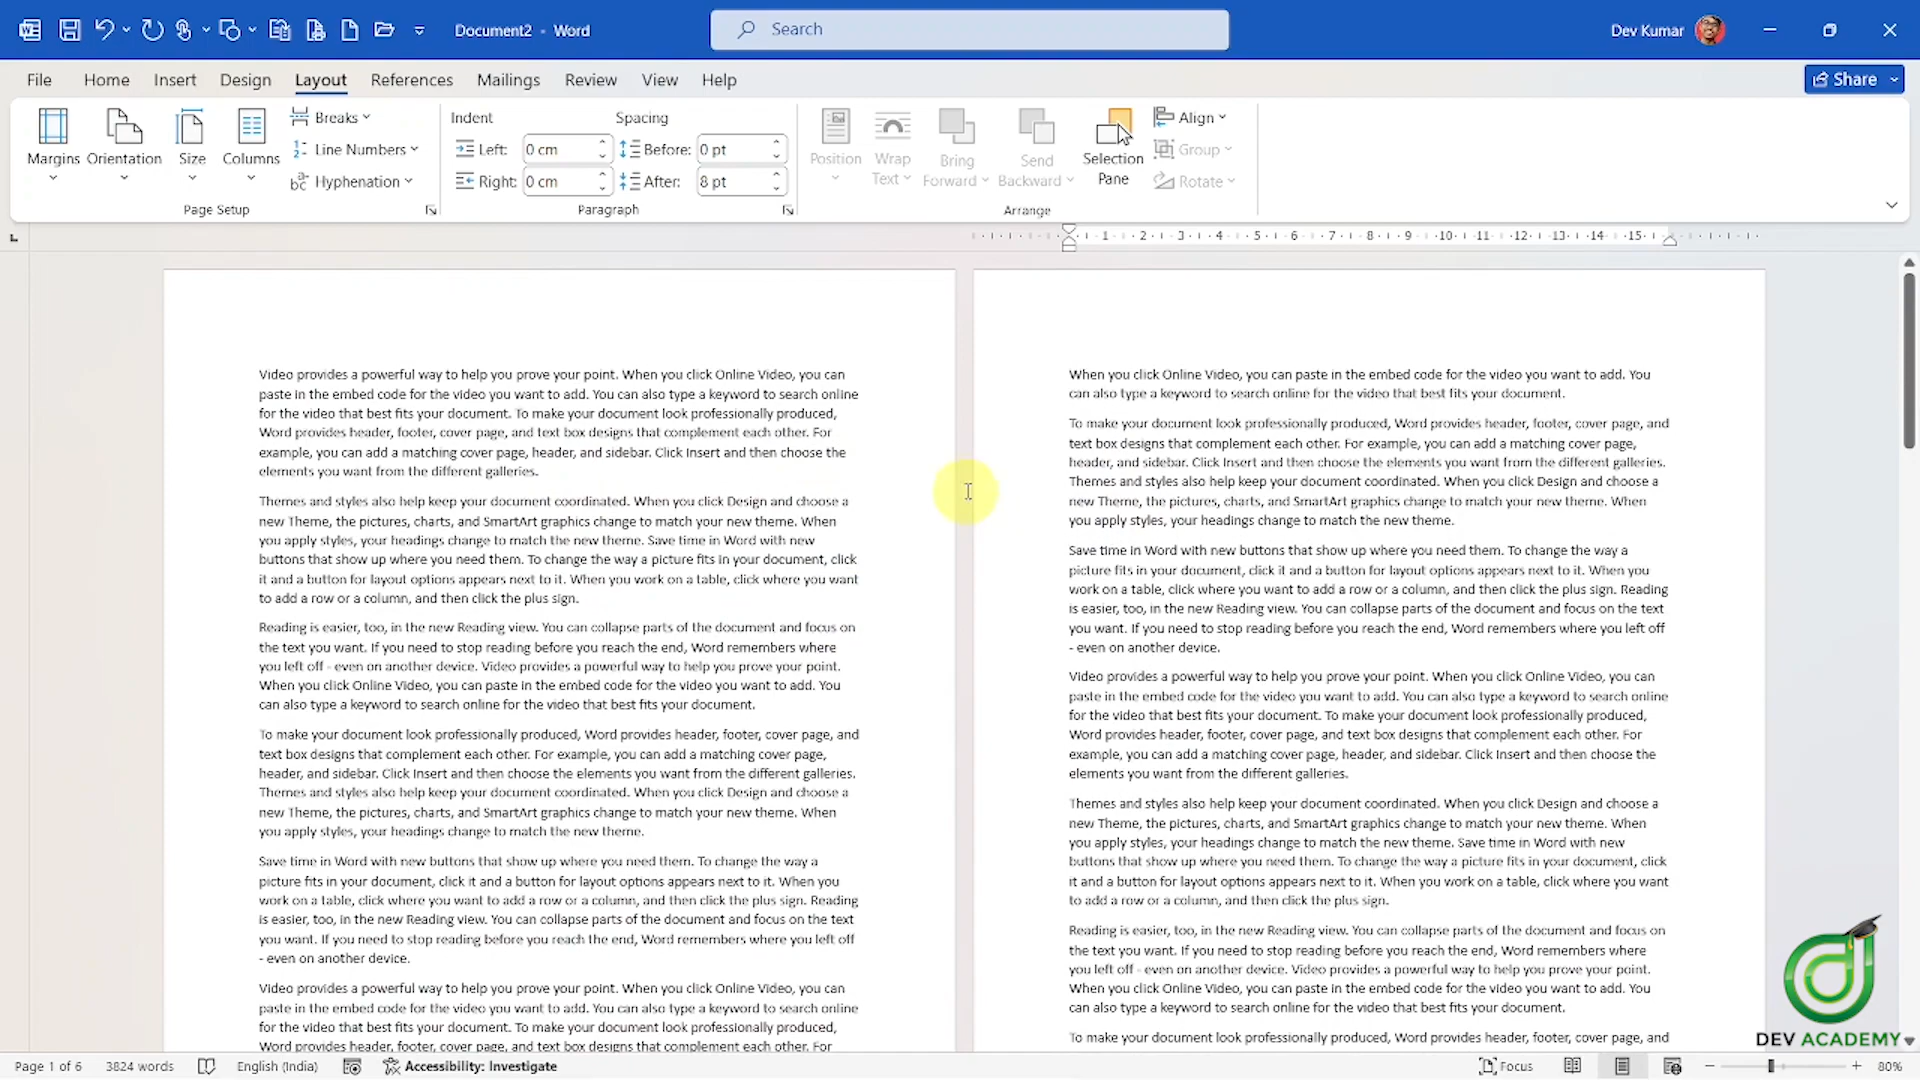 Document2 - Word
Search
Dev Kumar
File Home Insert Design Layout References Mailings Review View Help
Share
Margins
Orientation
Size
Columns
Breaks
Line Numbers
Hyphenation
Page Setup
Indent
Left: 0 cm
Right: 0 cm
Spacing
Before: 0 pt
After: 8 pt
Paragraph
Position
Wrap
Text
Bring
Forward
Send
Backward
Selection
Pane
Align
Group
Rotate
Arrange
1 2 3 4 5 6 7 8 9 10 11 12 13 14 15
Video provides a powerful way to help you prove your point. When you click Online Video, you can
paste in the embed code for the video you want to add. You can also type a keyword to search online
for the video that best fits your document. To make your document look professionally produced,
Word provides header, footer, cover page, and text box designs that complement each other. For
example, you can add a matching cover page, header, and sidebar. Click Insert and then choose the
elements you want from the different galleries.
Themes and styles also help keep your document coordinated. When you click Design and choose a
new Theme, the pictures, charts, and SmartArt graphics change to match your new theme. When
you apply styles, your headings change to match the new theme. Save time in Word with new
buttons that show up where you need them. To change the way a picture fits in your document, click
it and a button for layout options appears next to it. When you work on a table, click where you want
to add a row or a column, and then click the plus sign.
Reading is easier, too, in the new Reading view. You can collapse parts of the document and focus on
the text you want. If you need to stop reading before you reach the end, Word remembers where
you left off - even on another device. Video provides a powerful way to help you prove your point.
When you click Online Video, you can paste in the embed code for the video you want to add. You
can also type a keyword to search online for the video that best fits your document.
To make your document look professionally produced, Word provides header, footer, cover page, and
text box designs that complement each other. For example, you can add a matching cover page,
header, and sidebar. Click Insert and then choose the elements you want from the different galleries.
Themes and styles also help keep your document coordinated. When you click Design and choose a
new Theme, the pictures, charts, and SmartArt graphics change to match your new theme. When
you apply styles, your headings change to match the new theme.
Save time in Word with new buttons that show up where you need them. To change the way a
picture fits in your document, click it and a button for layout options appears next to it. When you
work on a table, click where you want to add a row or a column, and then click the plus sign. Reading
is easier, too, in the new Reading view. You can collapse parts of the document and focus on the text
you want. If you need to stop reading before you reach the end, Word remembers where you left off
- even on another device.
Video provides a powerful way to help you prove your point. When you click Online Video, you can
paste in the embed code for the video you want to add. You can also type a keyword to search online
for the video that best fits your document. To make your document look professionally produced,
Word provides header, footer, cover page, and text box designs that complement each other. For
When you click Online Video, you can paste in the embed code for the video you want to add. You
can also type a keyword to search online for the video that best fits your document.
To make your document look professionally produced, Word provides header, footer, cover page, and
text box designs that complement each other. For example, you can add a matching cover page,
header, and sidebar. Click Insert and then choose the elements you want from the different galleries.
Themes and styles also help keep your document coordinated. When you click Design and choose a
new Theme, the pictures, charts, and SmartArt graphics change to match your new theme. When
you apply styles, your headings change to match the new theme.
Save time in Word with new buttons that show up where you need them. To change the way a
picture fits in your document, click it and a button for layout options appears next to it. When you
work on a table, click where you want to add a row or a column, and then click the plus sign. Reading
is easier, too, in the new Reading view. You can collapse parts of the document and focus on the text
you want. If you need to stop reading before you reach the end, Word remembers where you left off
- even on another device.
Video provides a powerful way to help you prove your point. When you click Online Video, you can
paste in the embed code for the video you want to add. You can also type a keyword to search online
for the video that best fits your document. To make your document look professionally produced,
Word provides header, footer, cover page, and text box designs that complement each other. For
example, you can add a matching cover page, header, and sidebar. Click Insert and then choose the
elements you want from the different galleries.
Themes and styles also help keep your document coordinated. When you click Design and choose a
new Theme, the pictures, charts, and SmartArt graphics change to match your new theme. When
you apply styles, your headings change to match the new theme. Save time in Word with new
buttons that show up where you need them. To change the way a picture fits in your document, click
it and a button for layout options appears next to it. When you work on a table, click where you want
to add a row or a column, and then click the plus sign.
Reading is easier, too, in the new Reading view. You can collapse parts of the document and focus on
the text you want. If you need to stop reading before you reach the end, Word remembers where
you left off - even on another device. Video provides a powerful way to help you prove your point.
When you click Online Video, you can paste in the embed code for the video you want to add. You
can also type a keyword to search online for the video that best fits your document.
To make your document look professionally produced, Word provides header, footer, cover page, and
DEV ACADEMY
Page 1 of 6 3824 words English (India) Accessibility: Investigate Focus 80%